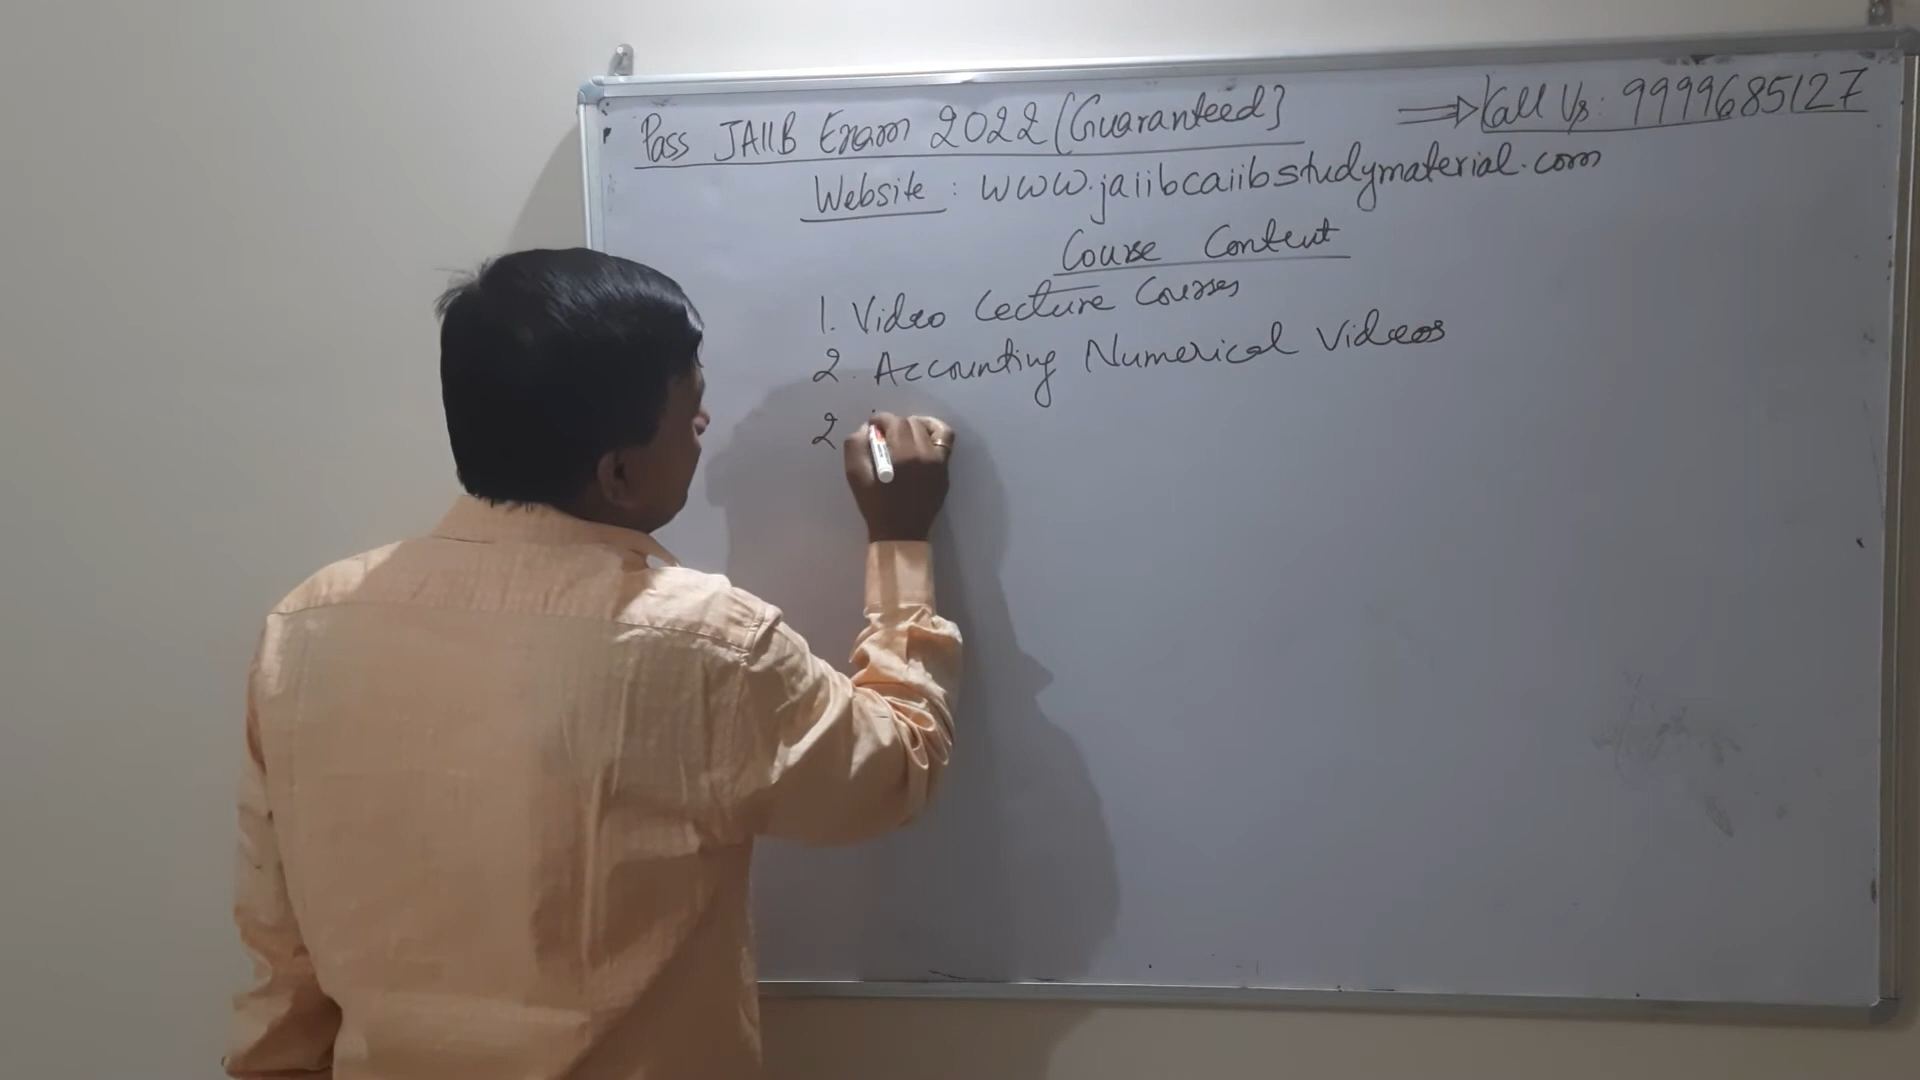 Pass JAIIB Exam 2022 (Guaranteed]
⇒ Call Us: 9999685127
Website : www.jaiibcaiibstudymaterial.com
Course Content
1. Video Lecture Courses
2. Accounting Numerical Videos
2